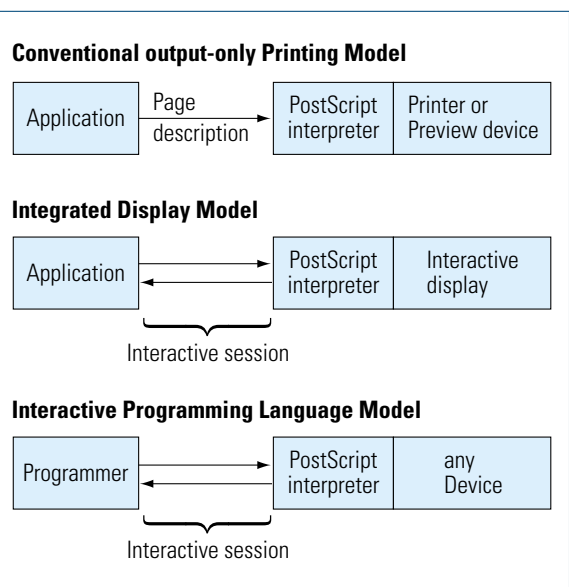 Conventional output-only Printing Model
Application
Page
description
PostScript
interpreter
Printer or
Preview device
Integrated Display Model
Application
PostScript
interpreter
Interactive
display
Interactive session
Interactive Programming Language Model
Programmer
PostScript
interpreter
any
Device
Interactive session